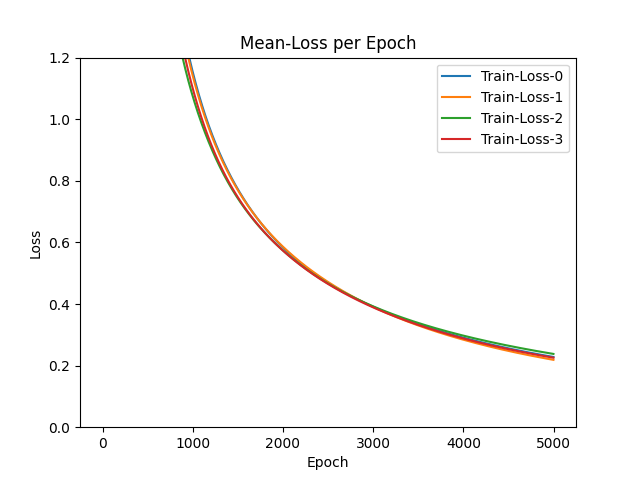 Mean-Loss per Epoch
Train-Loss-0
Train-Loss-1
Train-Loss-2
Train-Loss-3
1.2
1.0
0.8
0.6
0.4
0.2
0.0
Loss
0 1000 2000 3000 4000 5000
Epoch